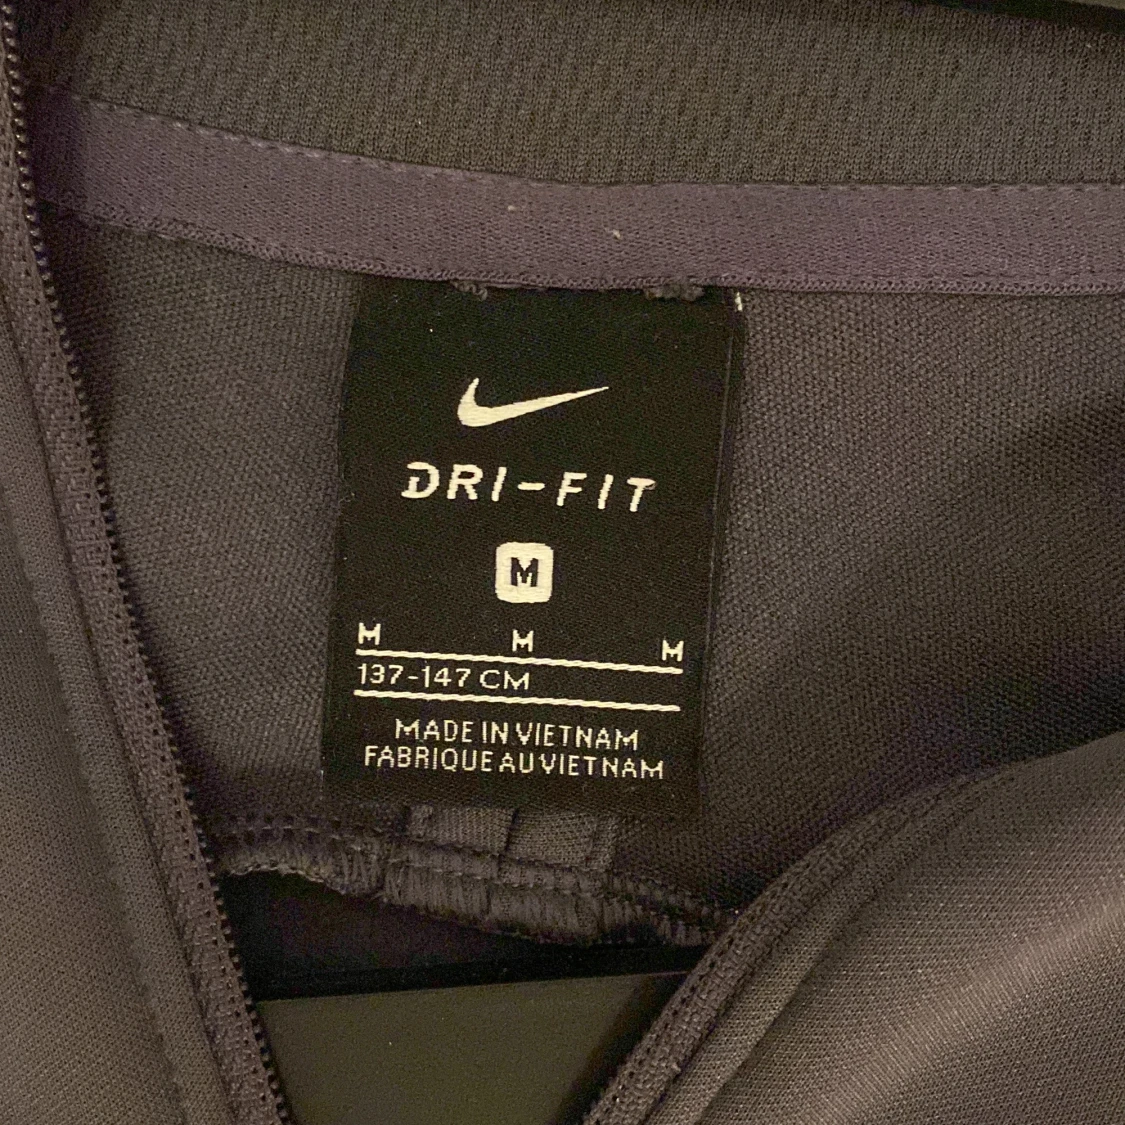 DRI-FIT
M
M M M
137-147 CM
MADE IN VIETNAM
FABRIQUE AU VIETNAM